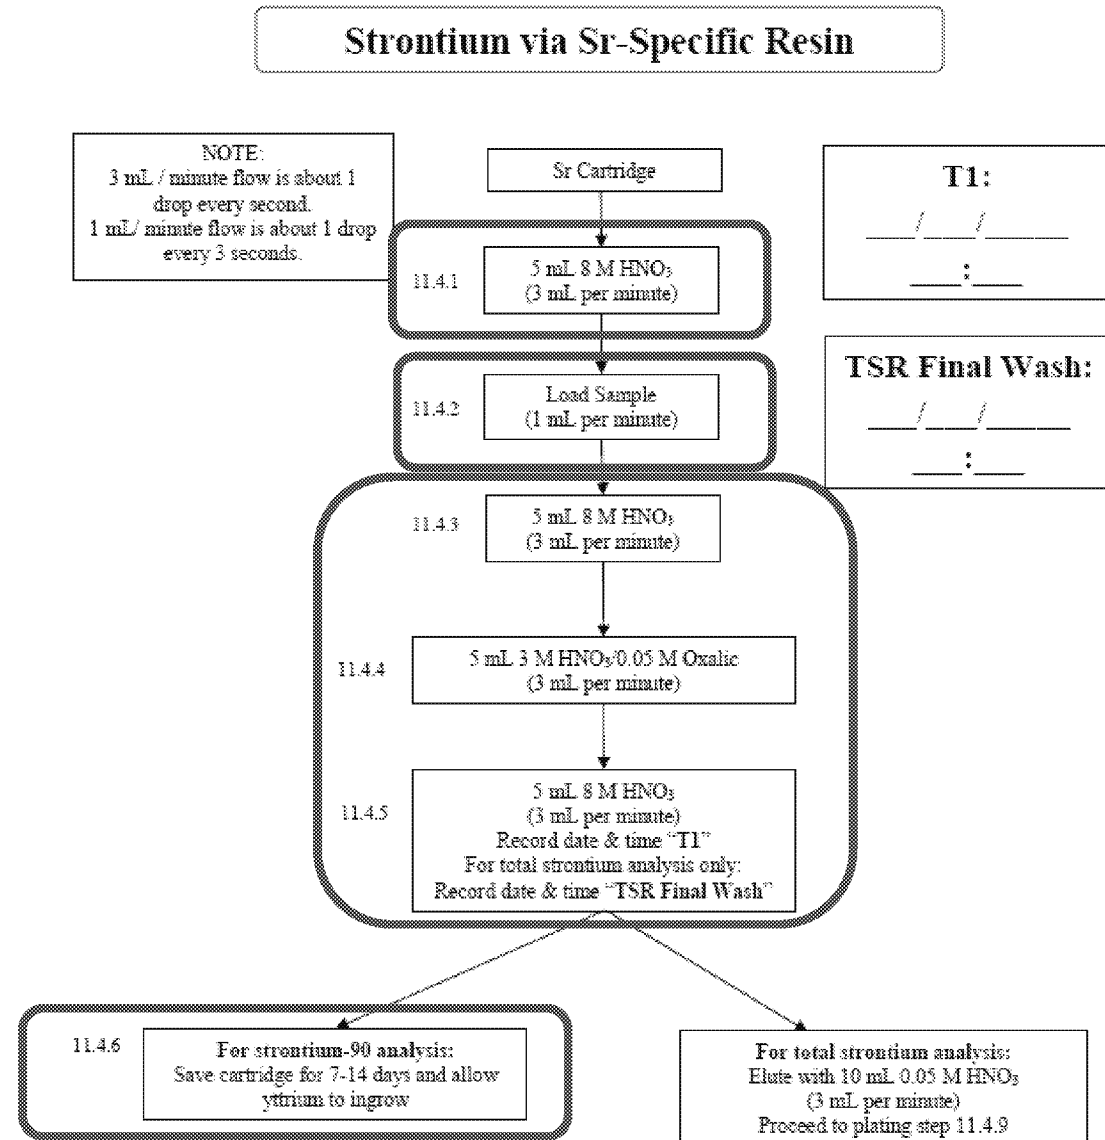 Strontium via Sr-Specific Resin
NOTE:
3 mL / minute flow is about 1
drop every second.
1 mL/ minute flow is about 1 drop
every 3 seconds.
Sr Cartridge
T1:
___/___/____
___:___
11.4.1
5 mL 8 M HNO₃
(3 mL per minute)
TSR Final Wash:
___/___/____
___:___
11.4.2
Load Sample
(1 mL per minute)
11.4.3
5 mL 8 M HNO₃
(3 mL per minute)
11.4.4
5 mL 3 M HNO₃/0.05 M Oxalic
(3 mL per minute)
11.4.5
5 mL 8 M HNO₃
(3 mL per minute)
Record date & time “T1”
For total strontium analysis only:
Record date & time “TSR Final Wash”
11.4.6
For strontium-90 analysis:
Save cartridge for 7-14 days and allow
yttrium to ingrow
For total strontium analysis:
Elute with 10 mL 0.05 M HNO₃
(3 mL per minute)
Proceed to plating step 11.4.9